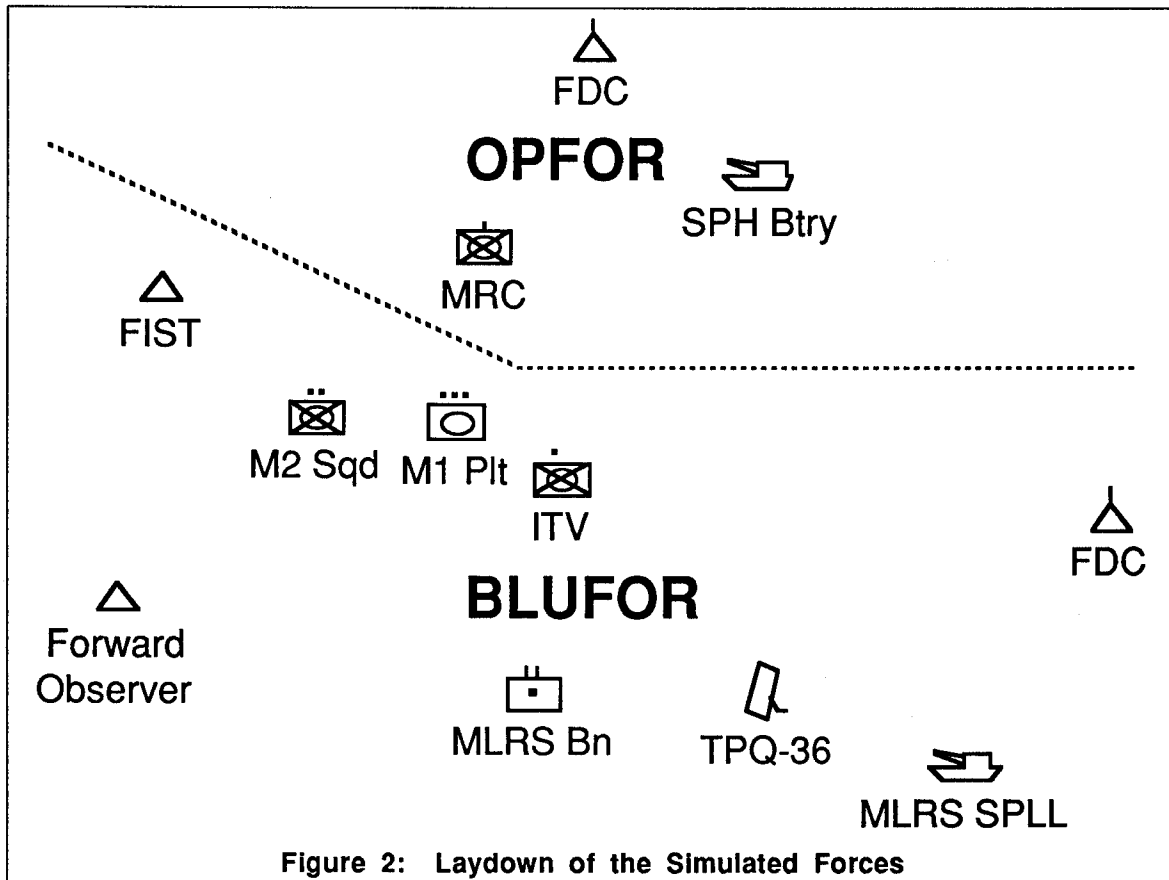 FDC
OPFOR
SPH Btry
MRC
FIST
M2 Sqd
M1 Plt
ITV
FDC
BLUFOR
Forward
Observer
MLRS Bn
TPQ-36
MLRS SPLL
Figure 2: Laydown of the Simulated Forces